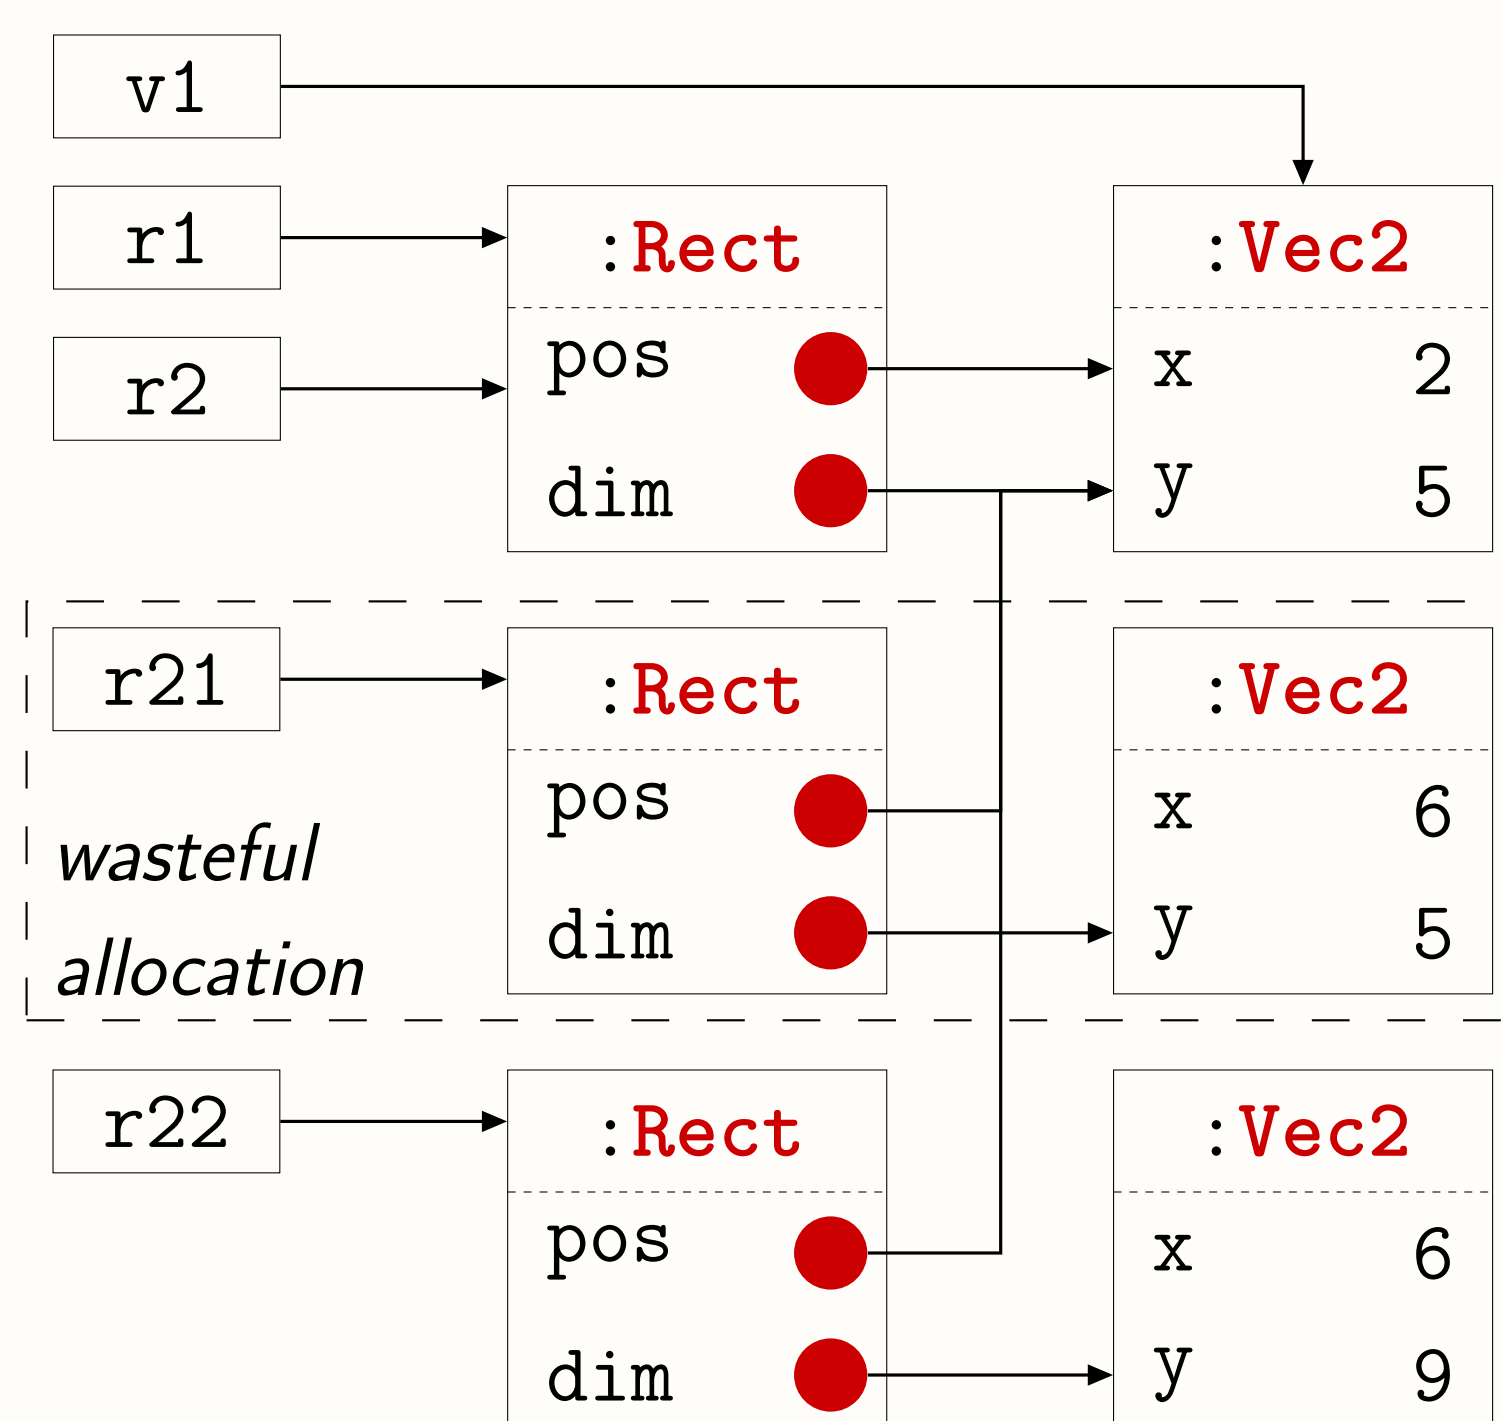 v1
r1
:Rect
:Vec2
r2
pos
x 2
dim
y 5
r21
:Rect
:Vec2
pos
x 6
wasteful
dim
y 5
allocation
r22
:Rect
:Vec2
pos
x 6
dim
y 9